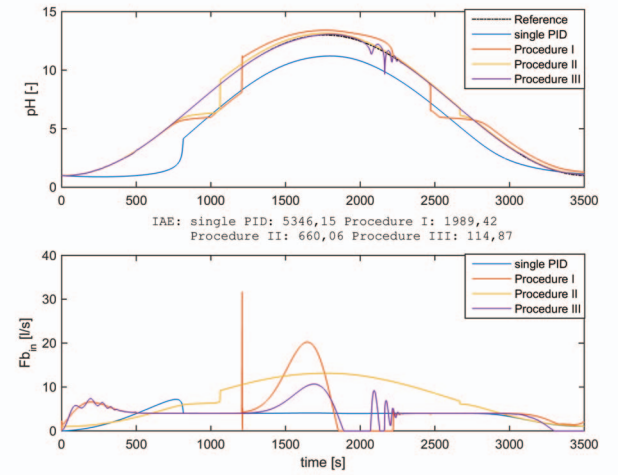 15
10
5
0
pH [-]
Reference
single PID
Procedure I
Procedure II
Procedure III
0 500 1000 1500 2000 2500 3000 3500
IAE: single PID: 5346,15 Procedure I: 1989,42
Procedure II: 660,06 Procedure III: 114,87
40
30
20
10
0
Fb_in [l/s]
single PID
Procedure I
Procedure II
Procedure III
0 500 1000 1500 2000 2500 3000 3500
time [s]